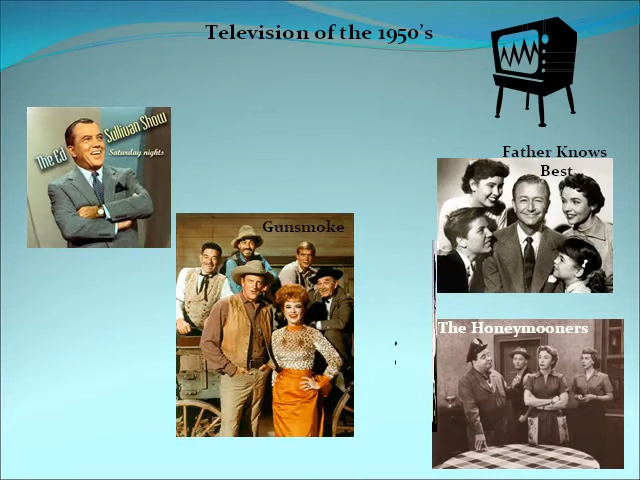 Television of the 1950’s
The Ed
Sullivan Show
Saturday nights
Father Knows
Best
Gunsmoke
The Honeymooners